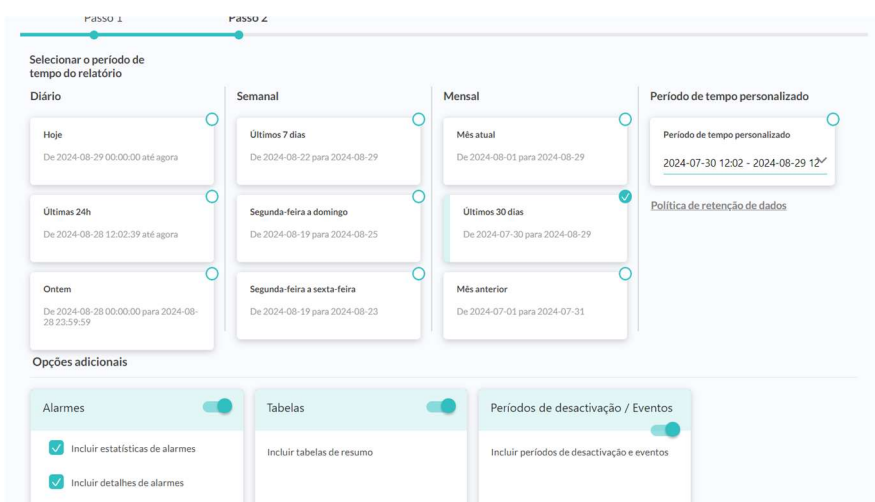 Passo 1
Passo 2
Selecionar o período de
tempo do relatório
Diário
Hoje
De 2024-08-29 00:00:00 até agora
Últimas 24h
De 2024-08-28 12:02:39 até agora
Ontem
De 2024-08-28 00:00:00 para 2024-08-
28 23:59:59
Semanal
Últimos 7 dias
De 2024-08-22 para 2024-08-29
Segunda-feira a domingo
De 2024-08-19 para 2024-08-25
Segunda-feira a sexta-feira
De 2024-08-19 para 2024-08-23
Mensal
Mês atual
De 2024-08-01 para 2024-08-29
Últimos 30 dias
De 2024-07-30 para 2024-08-29
Mês anterior
De 2024-07-01 para 2024-07-31
Período de tempo personalizado
Período de tempo personalizado
2024-07-30 12:02 - 2024-08-29 12
Política de retenção de dados
Opções adicionais
Alarmes
Incluir estatísticas de alarmes
Incluir detalhes de alarmes
Tabelas
Incluir tabelas de resumo
Períodos de desactivação / Eventos
Incluir períodos de desactivação e eventos